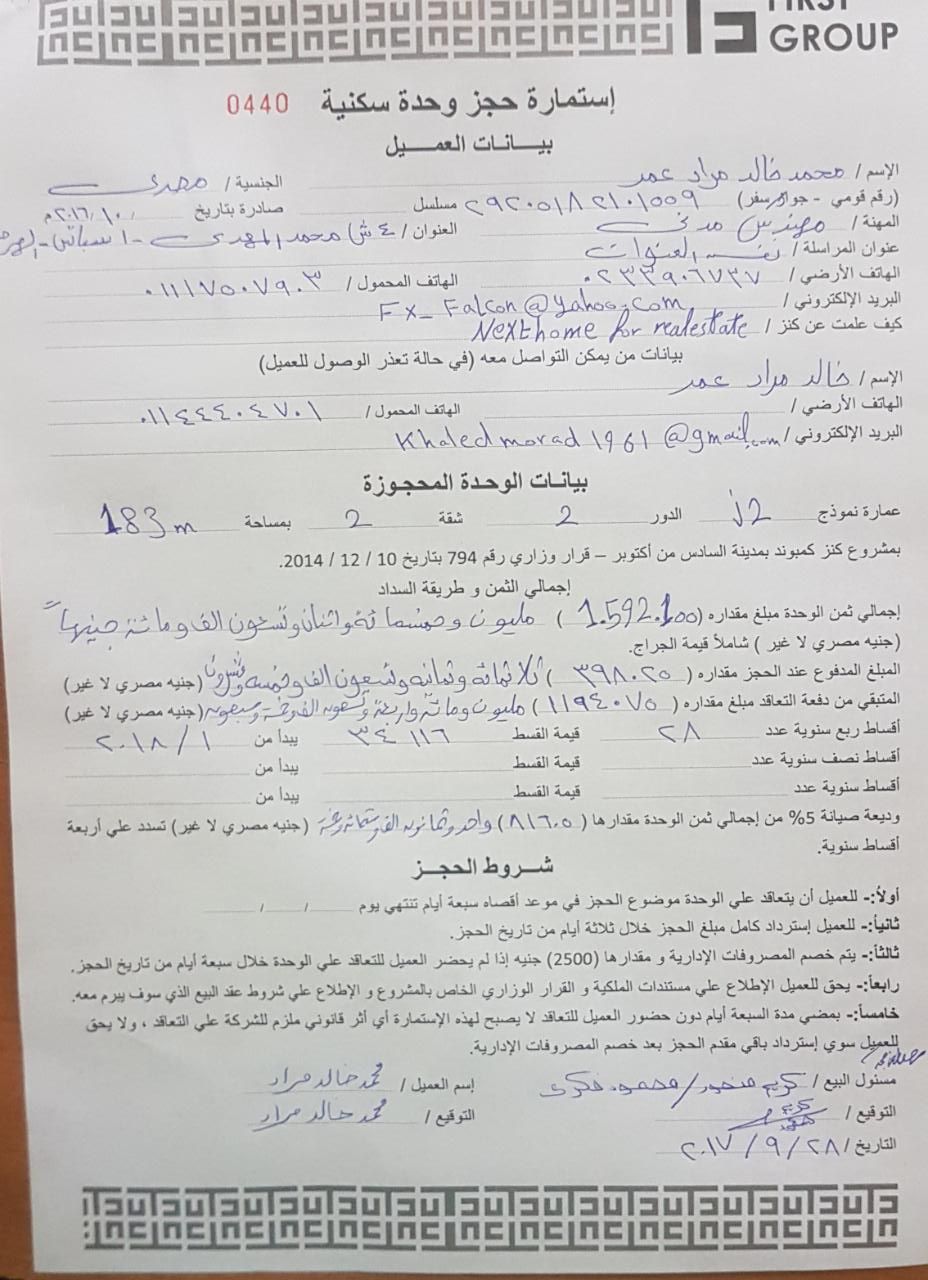 FIRST
GROUP
إستمارة حجز وحدة سكنية 0440
بيانات العميل
الإسم / محمد خالد مراد عمر الجنسية / مصري
(رقم قومي - جواز سفر) ٢٩٢٠٥١٨٢١٠١٥٥٩ مسلسل صادرة بتاريخ / ١٠ / ٢٠١٦م
المهنة / مهندس مدني العنوان / ٤ ش محمد المهدي - ا لسباتين - الهرم
عنوان المراسلة / نفس العنوان
الهاتف الأرضي / ٠٢٣٣٩٠٦٧٣٧ الهاتف المحمول / ٠١١١٧٥٠٧٩٠٣
البريد الإلكتروني / Fx_Falcon@yahoo.com
كيف علمت عن كنز / Nexthome for realestate
بيانات من يمكن التواصل معه (في حالة تعذر الوصول للعميل)
الإسم / خالد مراد عمر
الهاتف الأرضي / الهاتف المحمول / ٠١١٤٤٤٠٤٧٠١
البريد الإلكتروني / Khaledmorad1961@gmail.com
بيانات الوحدة المحجوزة
عمارة نموذج J2 الدور 2 شقة 2 بمساحة 183m
بمشروع كنز كمبوند بمدينة السادس من أكتوبر – قرار وزاري رقم 794 بتاريخ 10 / 12 / 2014.
إجمالي الثمن و طريقة السداد
إجمالي ثمن الوحدة مبلغ مقداره (1.592.100) مليون وخمسمائة واثنان وتسعون الف ومائة جنيهاً
(جنيه مصري لا غير) شاملاً قيمة الجراج.
المبلغ المدفوع عند الحجز مقداره (٣٩٨٠٢٥) ثلاثمائة وثمانيه وتسعون الف وخمسه وعشرون (جنيه مصري لا غير)
المتبقي من دفعة التعاقد مبلغ مقداره (١١٩٤٠٧٥) مليون ومائه واربعة وتسعون الف وخمسة وسبعون (جنيه مصري لا غير)
أقساط ربع سنوية عدد ٢٨ قيمة القسط ٣٤١١٦ يبدأ من ١ / ٢٠١٨
أقساط نصف سنوية عدد قيمة القسط يبدأ من
أقساط سنوية عدد قيمة القسط يبدأ من
وديعة صيانة 5% من إجمالي ثمن الوحدة مقدارها (٨١٦٠٥) واحد وثمانون الف وستمائة وخمسة (جنيه مصري لا غير) تسدد علي أربعة
أقساط سنوية.
شروط الحجز
أولاً:- للعميل أن يتعاقد علي الوحدة موضوع الحجز في موعد أقصاه سبعة أيام تنتهي يوم / / 
ثانياً:- للعميل إسترداد كامل مبلغ الحجز خلال ثلاثة أيام من تاريخ الحجز.
ثالثاً:- يتم خصم المصروفات الإدارية و مقدارها (2500) جنيه إذا لم يحضر العميل للتعاقد علي الوحدة خلال سبعة أيام من تاريخ الحجز.
رابعاً:- يحق للعميل الإطلاع علي مستندات الملكية و القرار الوزاري الخاص بالمشروع و الإطلاع علي شروط عقد البيع الذي سوف يبرم معه.
خامساً:- بمضي مدة السبعة أيام دون حضور العميل للتعاقد لا يصبح لهذه الإستمارة أي أثر قانوني ملزم للشركة علي التعاقد ، ولا يحق
للعميل سوي إسترداد باقي مقدم الحجز بعد خصم المصروفات الإدارية.
مسئول البيع / كريم منصور / محمود فكري إسم العميل / محمد خالد مراد
التوقيع / كريم التوقيع / محمد خالد مراد
التاريخ / ٢٨ / ٩ / ٢٠١٧